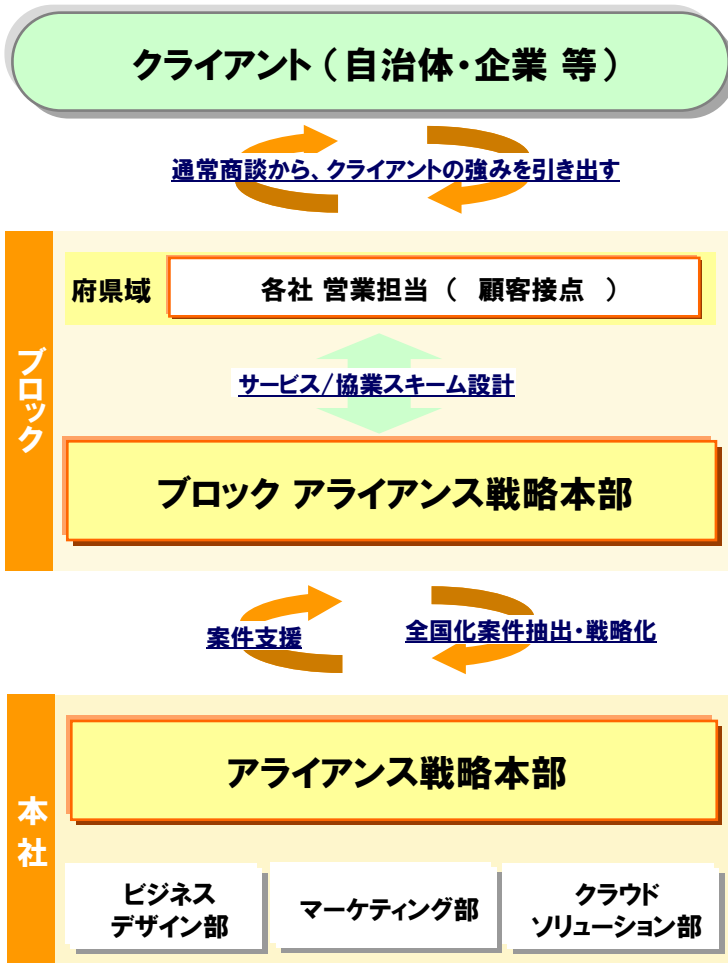 クライアント（自治体・企業 等）
通常商談から、クライアントの強みを引き出す
ブロック
府県域
各社 営業担当（ 顧客接点 ）
サービス/協業スキーム設計
ブロック アライアンス戦略本部
案件支援
全国化案件抽出・戦略化
本社
アライアンス戦略本部
ビジネス
デザイン部
マーケティング部
クラウド
ソリューション部